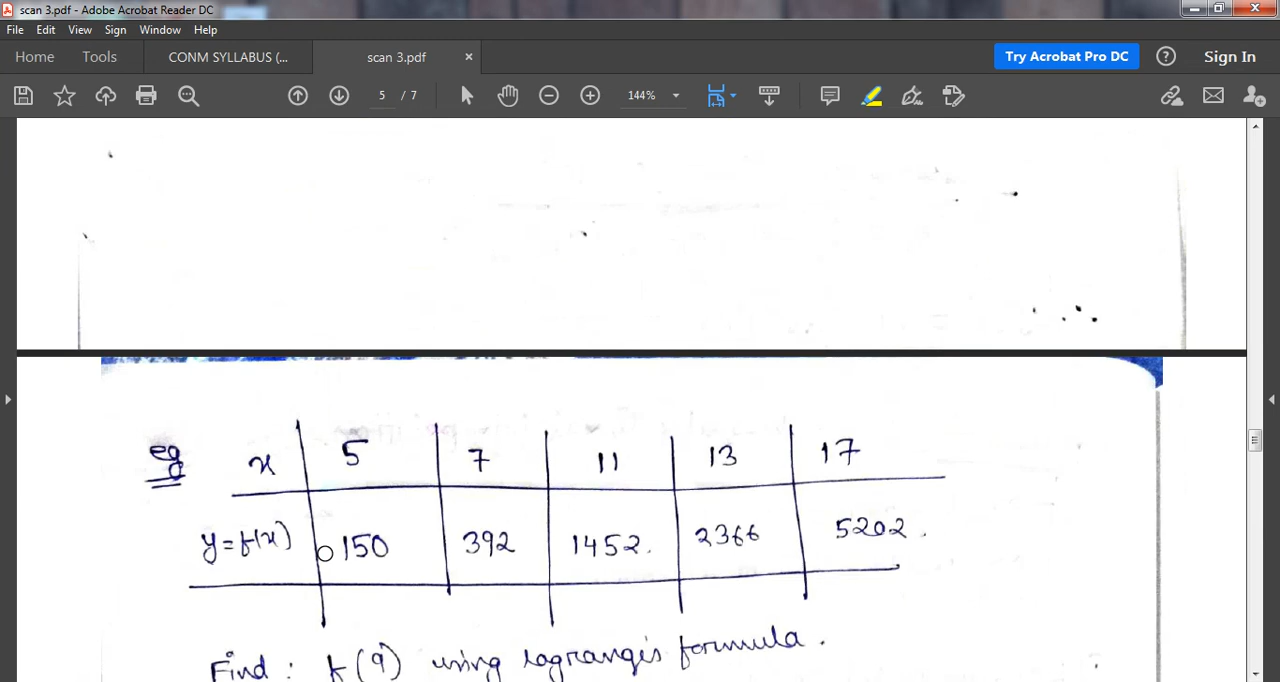 scan 3.pdf - Adobe Acrobat Reader DC
File Edit View Sign Window Help
Home Tools CONM SYLLABUS (... scan 3.pdf × Try Acrobat Pro DC ? Sign In
5 / 7 144%
eg x 5 7 11 13 17
y=f(x) 150 392 1452. 2366 5202.
Find : f(9) using lagrangis formula.